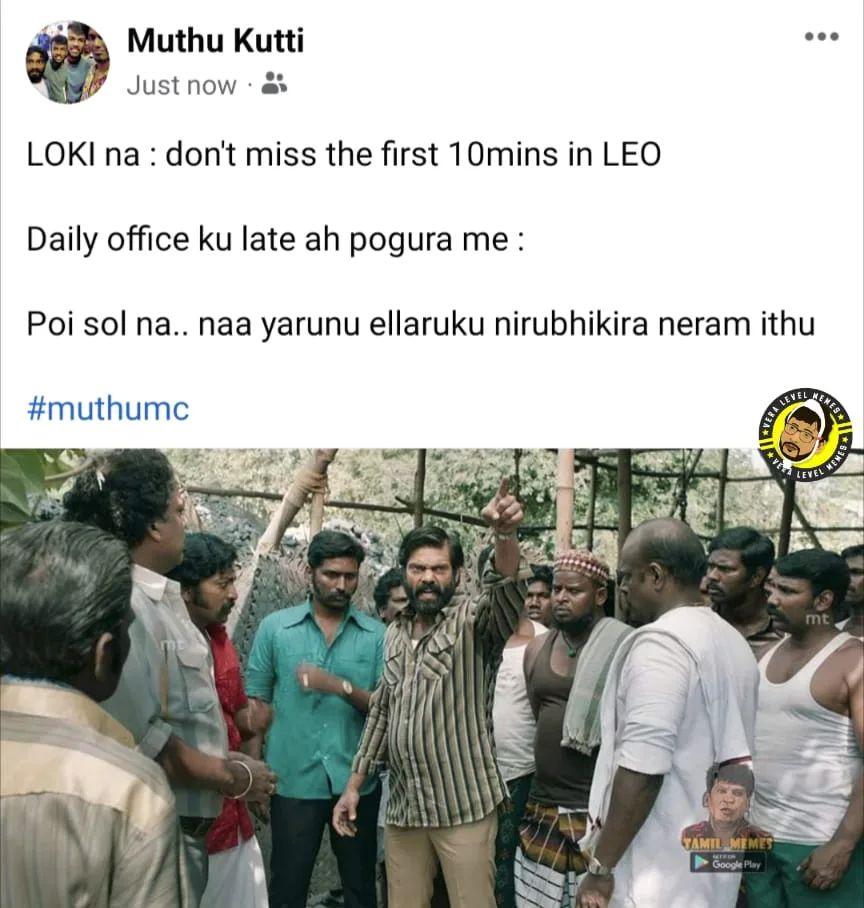 Muthu Kutti
Just now ·
LOKI na : don't miss the first 10mins in LEO
Daily office ku late ah pogura me :
Poi sol na.. naa yarunu ellaruku nirubhikira neram ithu
#muthumc
VERA LEVEL MEMES
VERA LEVEL MEMES
mt
mt
TAMIL MEMES
GET IT ON
Google Play